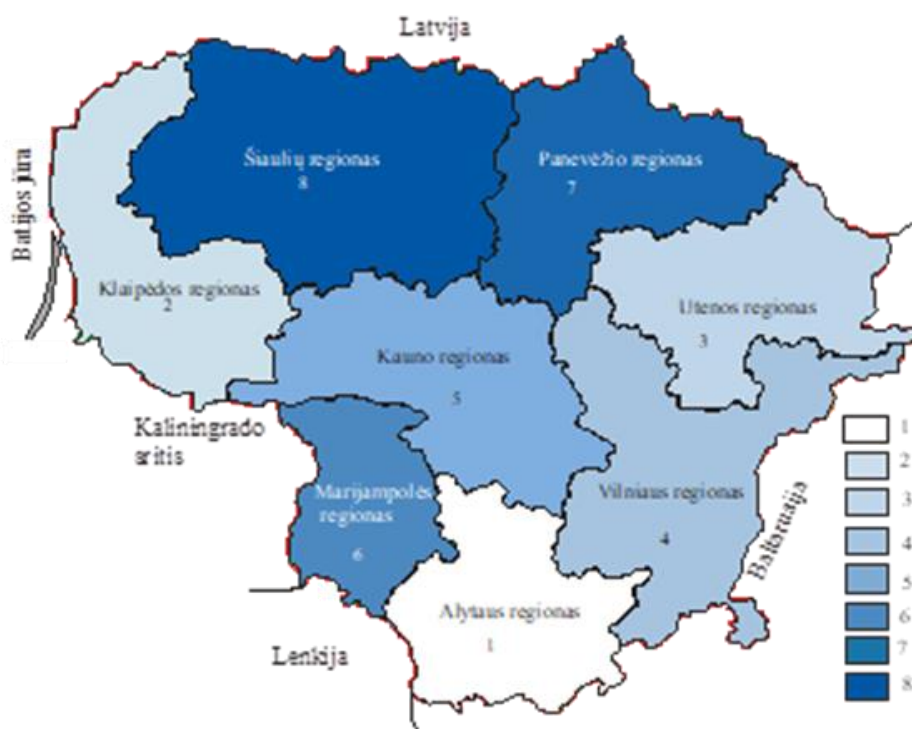 Latvija
Šiaulių regionas
8
Panevėžio regionas
7
Baltijos jūra
Klaipėdos regionas
2
Utenos regionas
3
Kauno regionas
5
Kaliningrado
sritis
Marijampolės
regionas
6
Vilniaus regionas
4
Baltarusija
Alytaus regionas
1
Lenkija
1
2
3
4
5
6
7
8